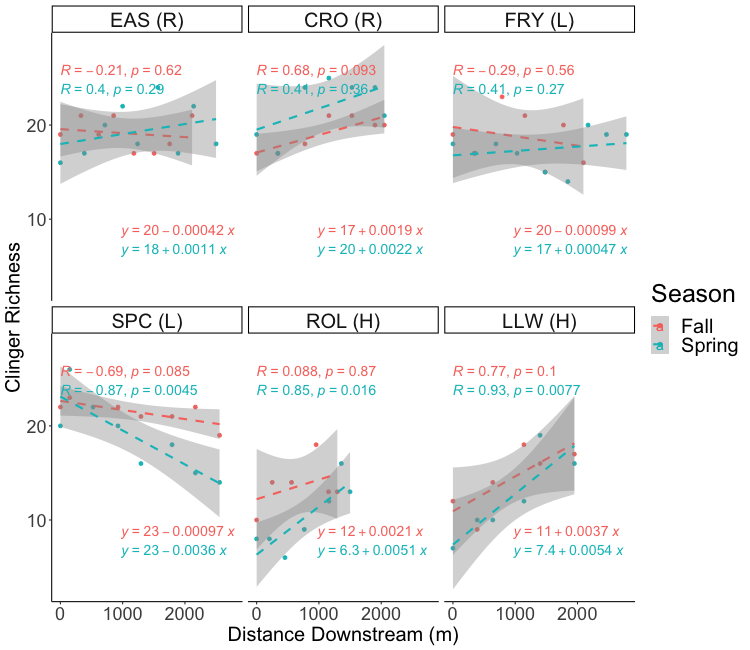 EAS (R)
CRO (R)
FRY (L)
R = −0.21, p = 0.62
R = 0.4, p = 0.29
R = 0.68, p = 0.093
R = 0.41, p = 0.36
R = −0.29, p = 0.56
R = 0.41, p = 0.27
20
10
y = 20 − 0.00042 x
y = 18 + 0.0011 x
y = 17 + 0.0019 x
y = 20 + 0.0022 x
y = 20 − 0.00099 x
y = 17 + 0.00047 x
Clinger Richness
SPC (L)
ROL (H)
LLW (H)
R = −0.69, p = 0.085
R = −0.87, p = 0.0045
R = 0.088, p = 0.87
R = 0.85, p = 0.016
R = 0.77, p = 0.1
R = 0.93, p = 0.0077
20
10
y = 23 − 0.00097 x
y = 23 − 0.0036 x
y = 12 + 0.0021 x
y = 6.3 + 0.0051 x
y = 11 + 0.0037 x
y = 7.4 + 0.0054 x
0 1000 2000
0 1000 2000
0 1000 2000
Distance Downstream (m)
Season
a Fall
a Spring